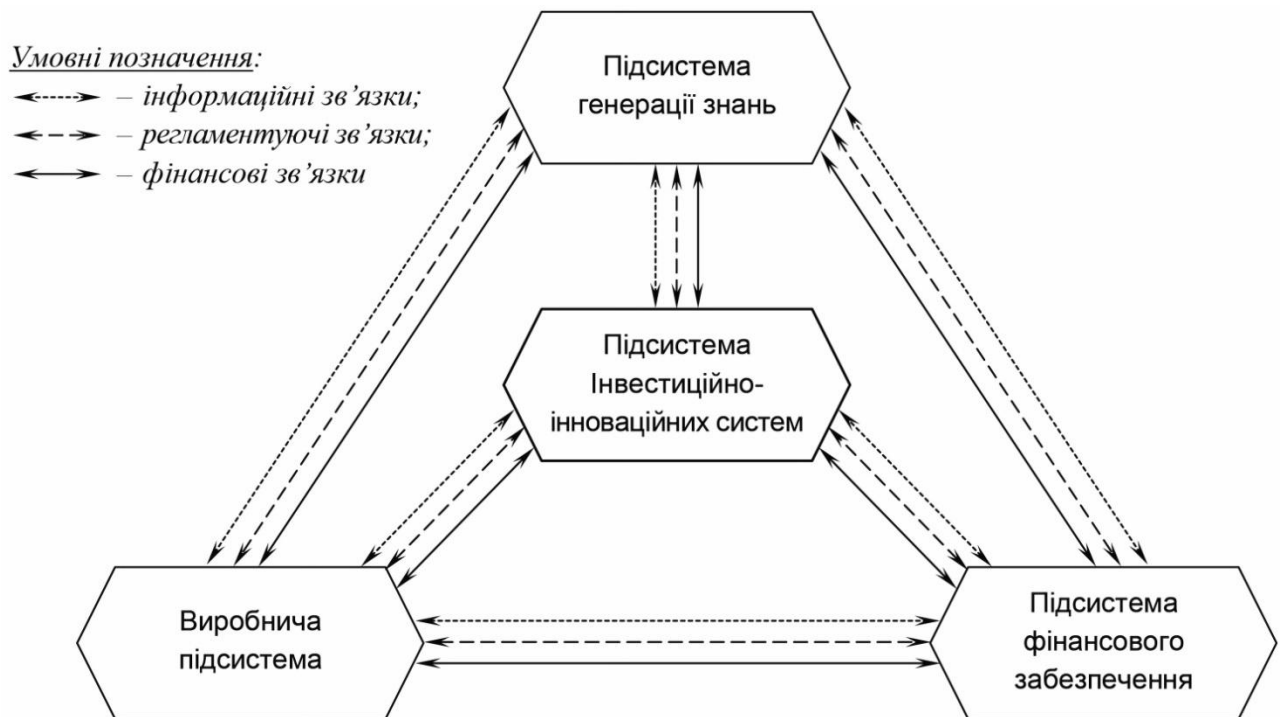 Умовні позначення:
– інформаційні зв’язки;
– регламентуючі зв’язки;
– фінансові зв’язки
Підсистема
генерації знань
Підсистема
Інвестиційно-
інноваційних систем
Виробнича
підсистема
Підсистема
фінансового
забезпечення